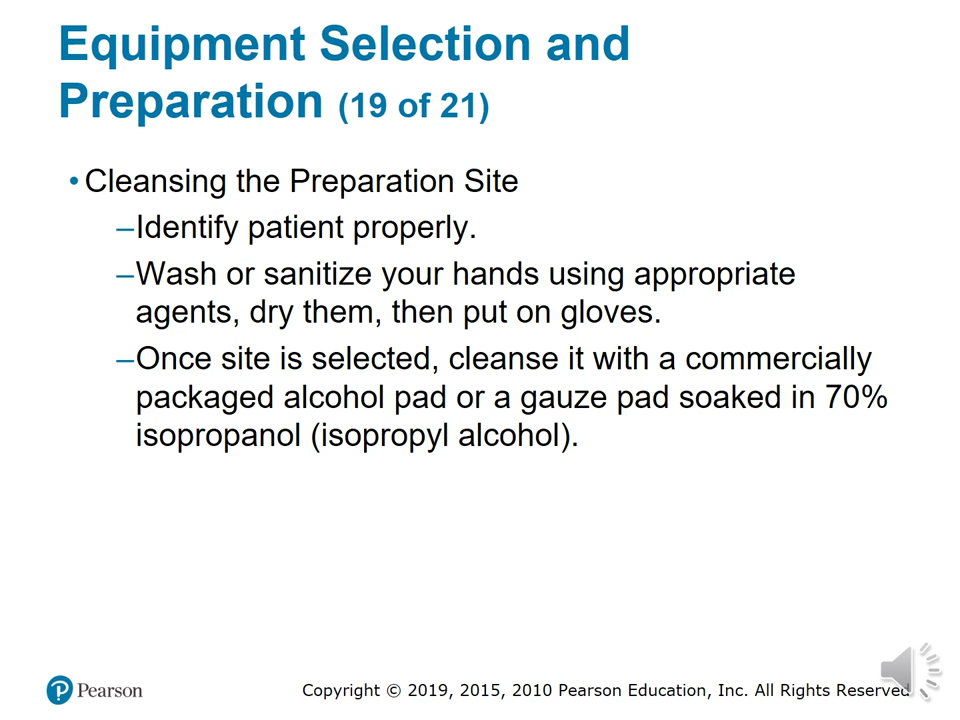 Equipment Selection and
Preparation (19 of 21)
• Cleansing the Preparation Site
–Identify patient properly.
–Wash or sanitize your hands using appropriate
agents, dry them, then put on gloves.
–Once site is selected, cleanse it with a commercially
packaged alcohol pad or a gauze pad soaked in 70%
isopropanol (isopropyl alcohol).
Pearson
Copyright © 2019, 2015, 2010 Pearson Education, Inc. All Rights Reserved